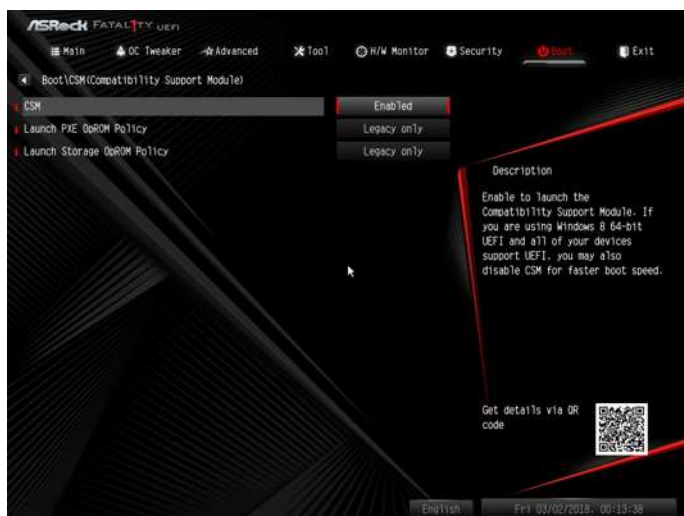 ASRock FATAL1TY UEFI
Main OC Tweaker Advanced Tool H/W Monitor Security Boot Exit
Boot\CSM(Compatibility Support Module)
CSM Enabled
Launch PXE OpROM Policy Legacy only
Launch Storage OpROM Policy Legacy only
Description
Enable to launch the
Compatibility Support Module. If
you are using Windows 8 64-bit
UEFI and all of your devices
support UEFI, you may also
disable CSM for faster boot speed.
Get details via QR
code
English Fri 03/02/2018, 00:13:38